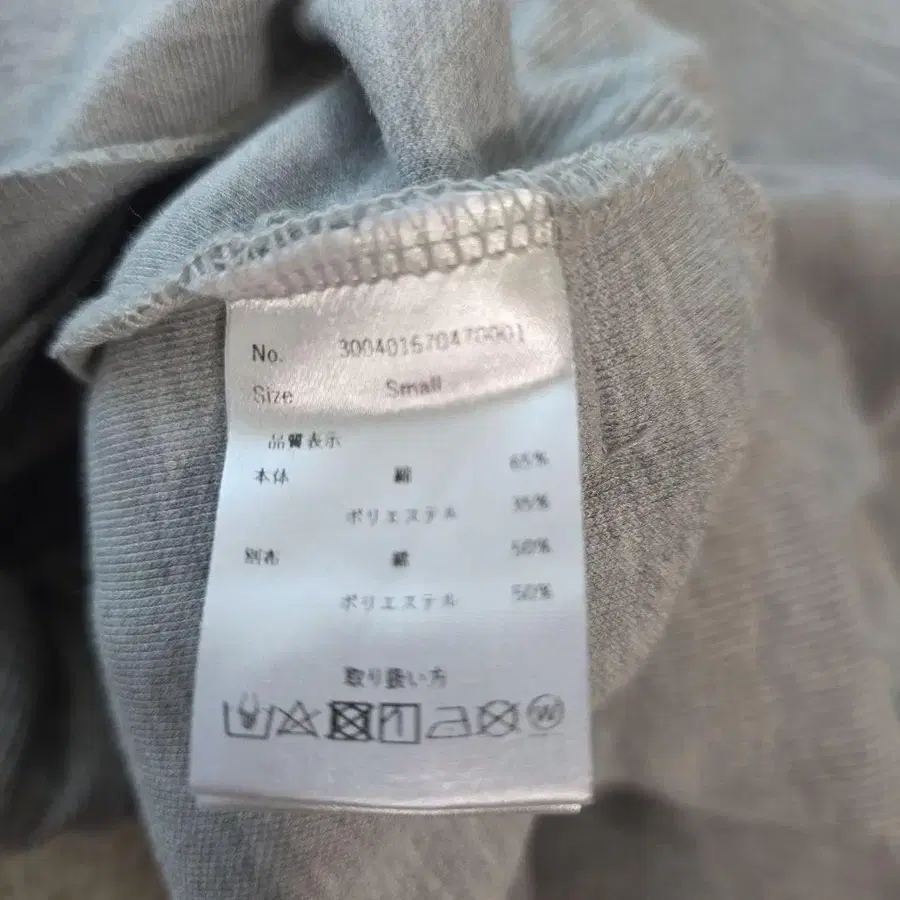 No. 300401670470001
Size Small
品質表示
本体 綿 65%
ポリエステル 35%
別布 綿 50%
ポリエステル 50%
取り扱い方
W